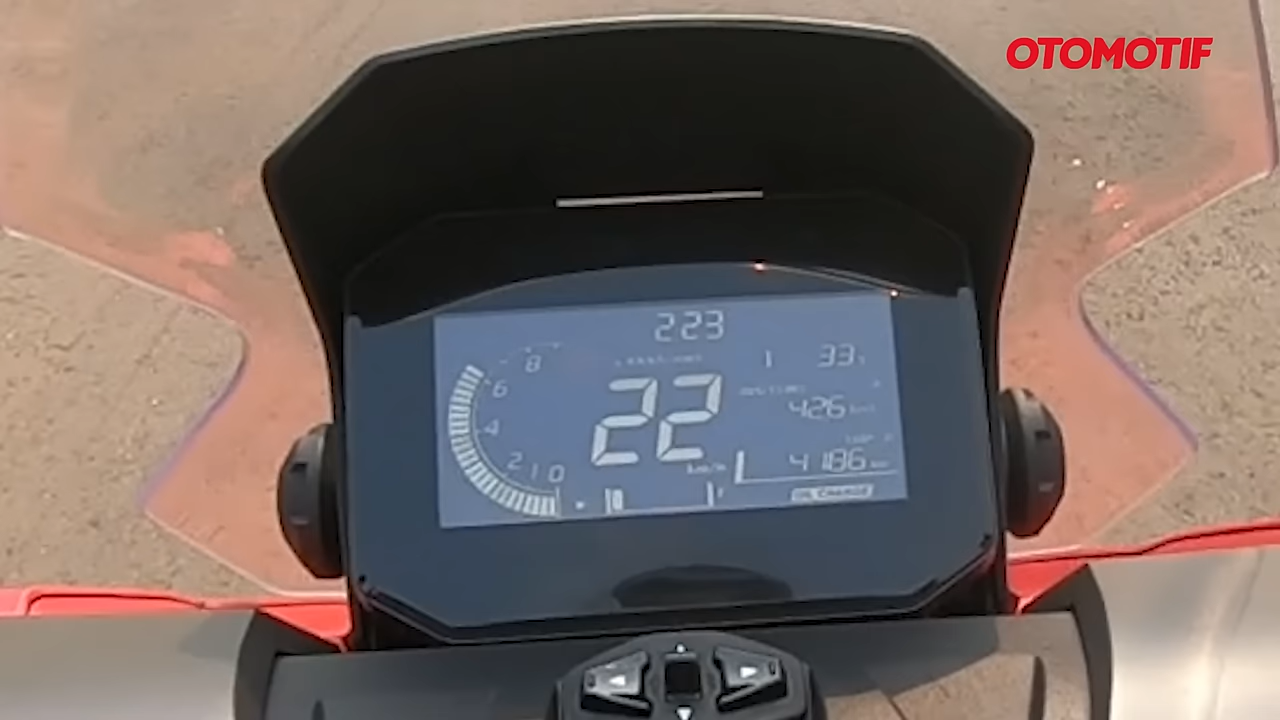 OTOMOTIF
223
1 33
22
km/h
426
4186
8
6
4
2 1 0
OIL CHANGE
F